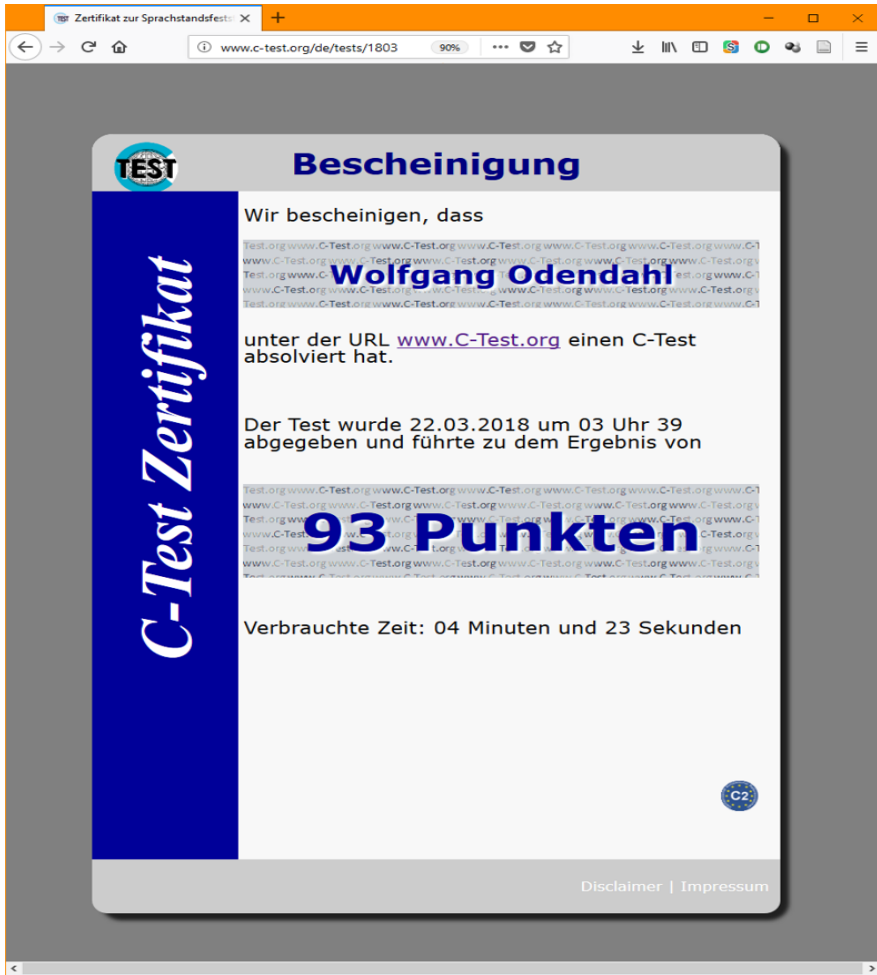 Zertifikat zur Sprachstandsfests
www.c-test.org/de/tests/1803
90%
TEST
Bescheinigung
C-Test Zertifikat
Wir bescheinigen, dass
Wolfgang Odendahl
unter der URL www.C-Test.org einen C-Test
absolviert hat.
Der Test wurde 22.03.2018 um 03 Uhr 39
abgegeben und führte zu dem Ergebnis von
93 Punkten
Verbrauchte Zeit: 04 Minuten und 23 Sekunden
C2
Disclaimer | Impressum